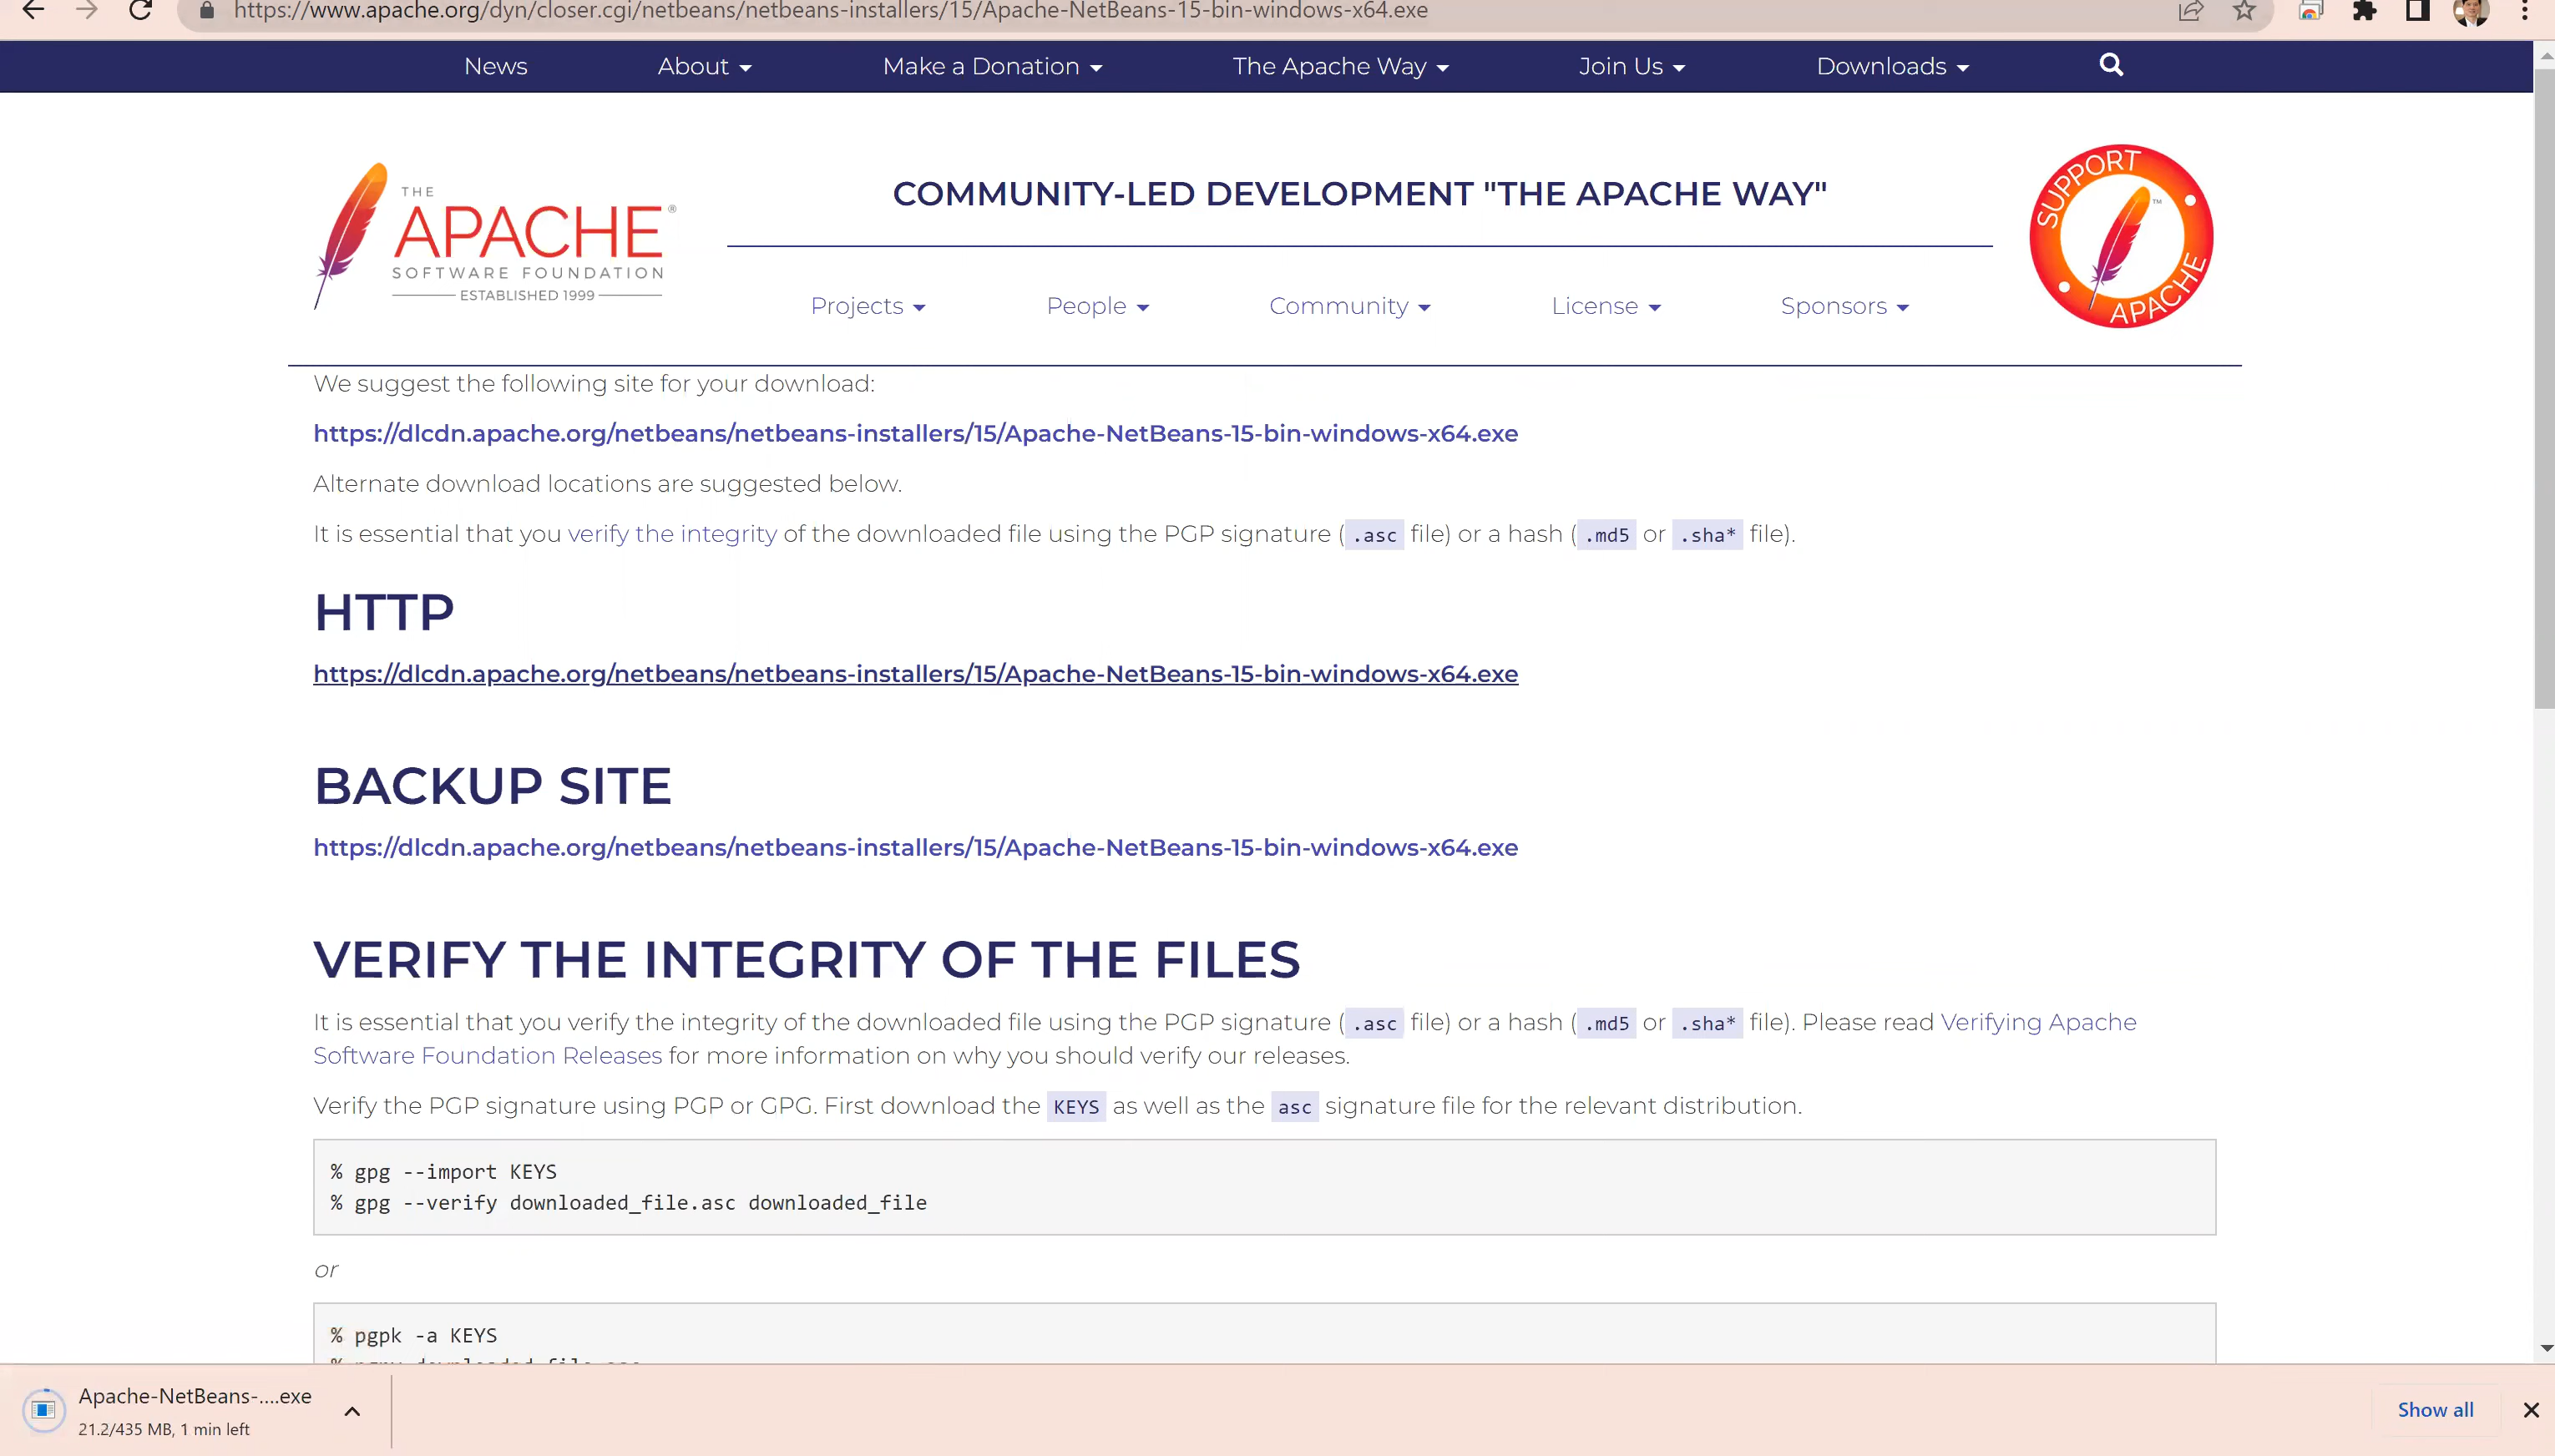 https://www.apache.org/dyn/closer.cgi/netbeans/netbeans-installers/15/Apache-NetBeans-15-bin-windows-x64.exe
News About Make a Donation The Apache Way Join Us Downloads
THE
APACHE®
SOFTWARE FOUNDATION
ESTABLISHED 1999
COMMUNITY-LED DEVELOPMENT "THE APACHE WAY"
Projects People Community License Sponsors
SUPPORT
APACHE
TM
We suggest the following site for your download:
https://dlcdn.apache.org/netbeans/netbeans-installers/15/Apache-NetBeans-15-bin-windows-x64.exe
Alternate download locations are suggested below.
It is essential that you verify the integrity of the downloaded file using the PGP signature (.asc file) or a hash (.md5 or .sha* file).
HTTP
https://dlcdn.apache.org/netbeans/netbeans-installers/15/Apache-NetBeans-15-bin-windows-x64.exe
BACKUP SITE
https://dlcdn.apache.org/netbeans/netbeans-installers/15/Apache-NetBeans-15-bin-windows-x64.exe
VERIFY THE INTEGRITY OF THE FILES
It is essential that you verify the integrity of the downloaded file using the PGP signature (.asc file) or a hash (.md5 or .sha* file). Please read Verifying Apache
Software Foundation Releases for more information on why you should verify our releases.
Verify the PGP signature using PGP or GPG. First download the KEYS as well as the asc signature file for the relevant distribution.
% gpg --import KEYS
% gpg --verify downloaded_file.asc downloaded_file
or
% pgpk -a KEYS
Apache-NetBeans-....exe
21.2/435 MB, 1 min left
Show all